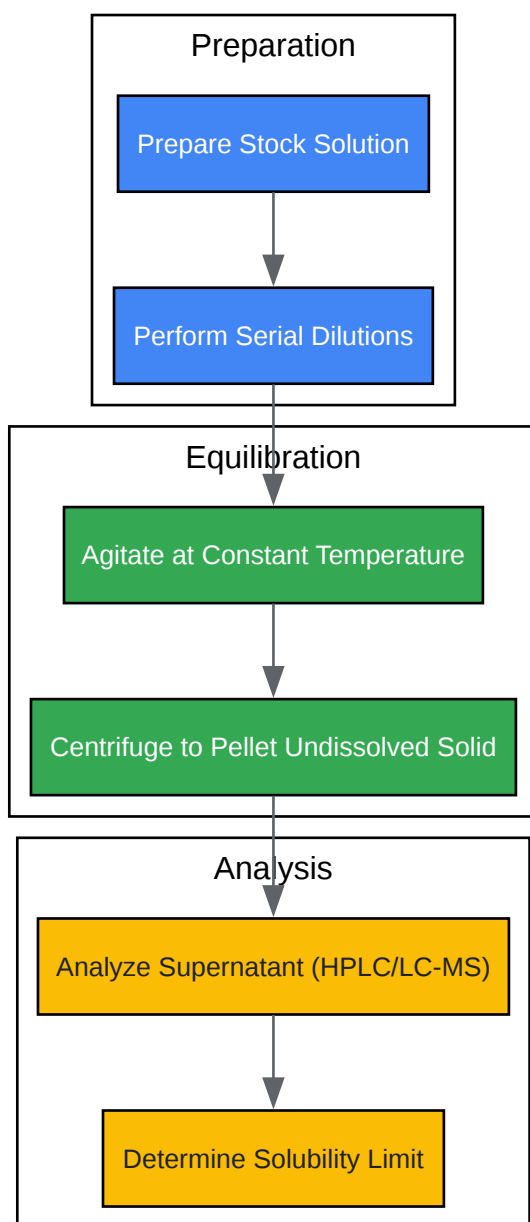 Preparation
Prepare Stock Solution
Perform Serial Dilutions
Equilibration
Agitate at Constant Temperature
Centrifuge to Pellet Undissolved Solid
Analysis
Analyze Supernatant (HPLC/LC-MS)
Determine Solubility Limit